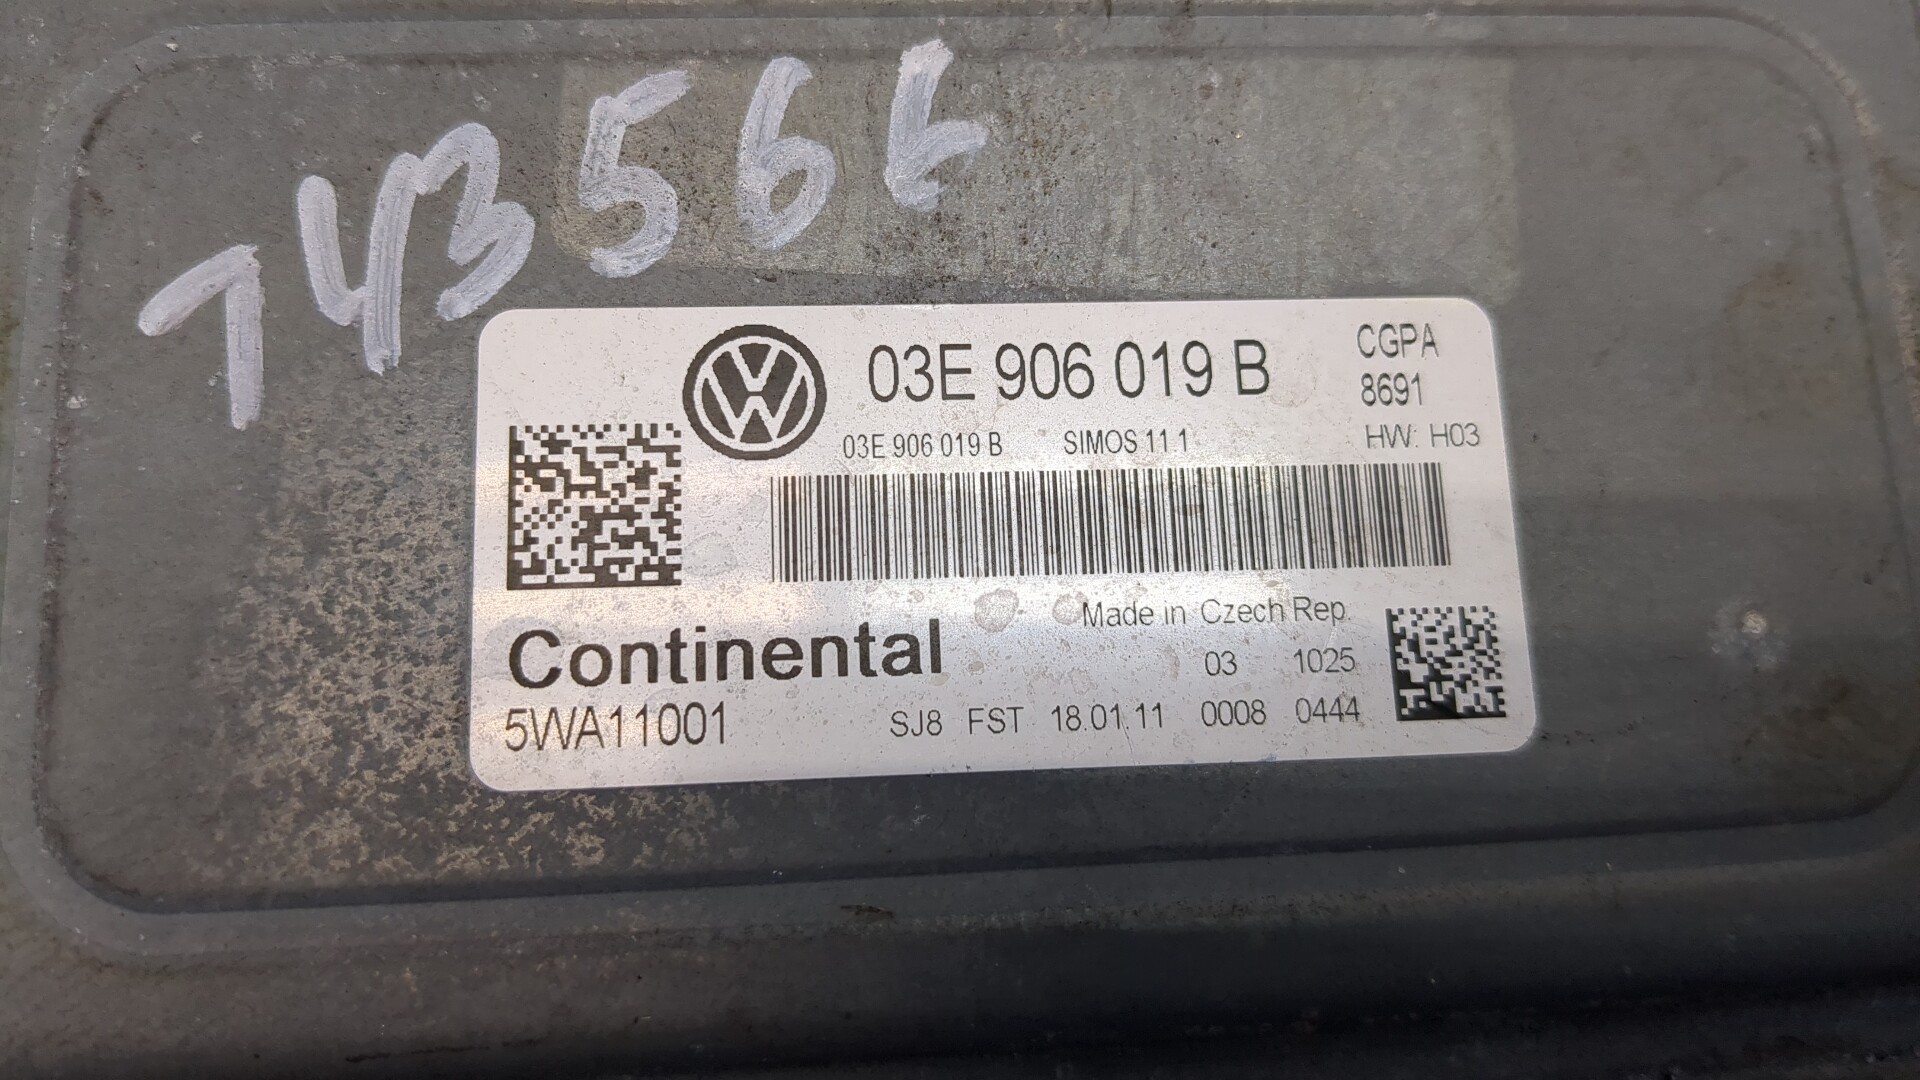 14356t
03E 906 019 B
CGPA
8691
03E 906 019 B SIMOS 11 1
HW: H03
Made in Czech Rep.
Continental
03 1025
5WA11001 SJ8 FST 18.01.11 0008 0444